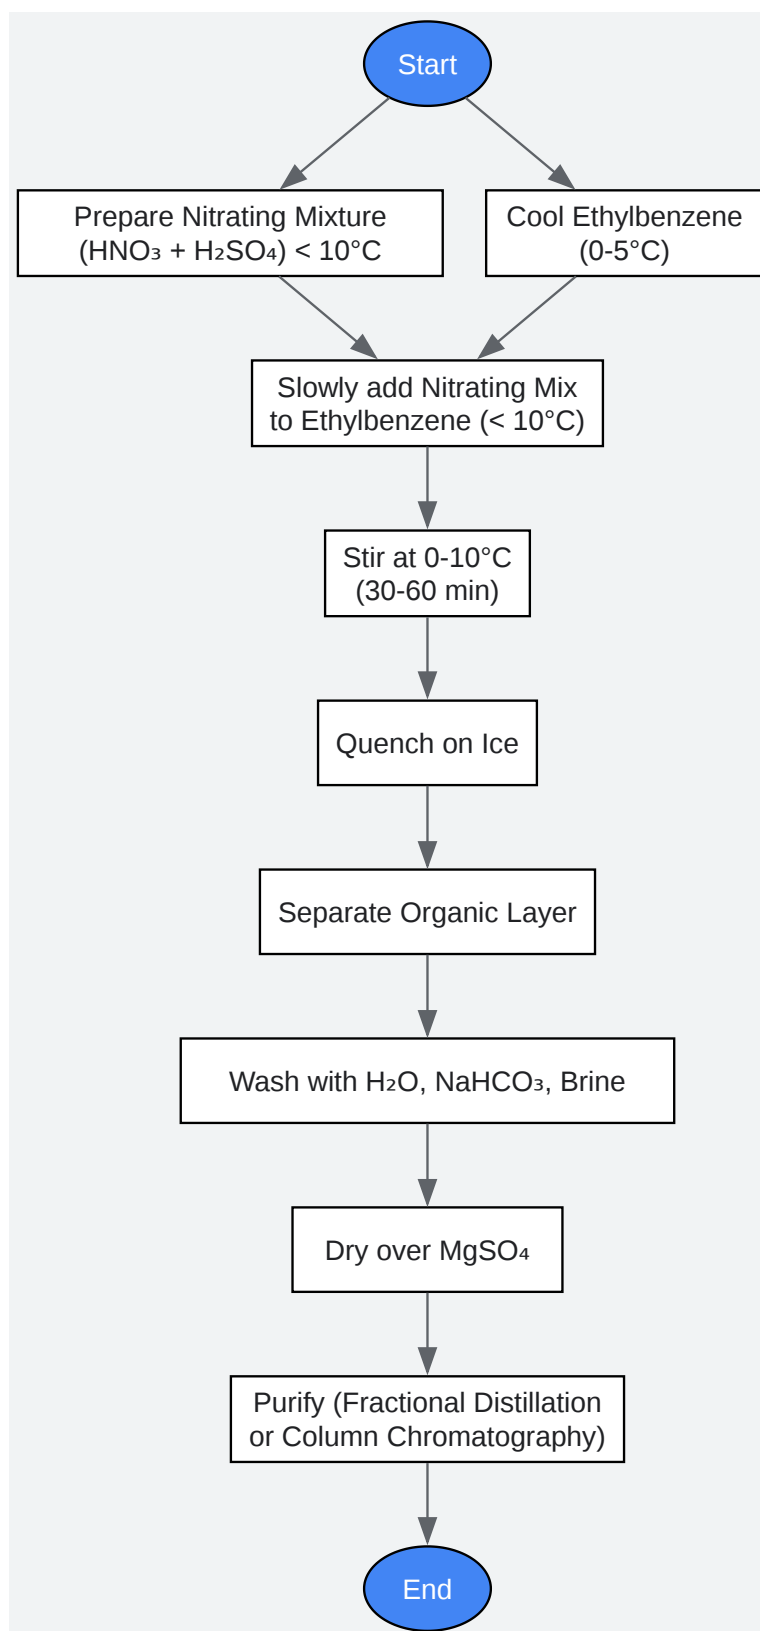 Start
Prepare Nitrating Mixture
(HNO₃ + H₂SO₄) < 10°C
Cool Ethylbenzene
(0-5°C)
Slowly add Nitrating Mix
to Ethylbenzene (< 10°C)
Stir at 0-10°C
(30-60 min)
Quench on Ice
Separate Organic Layer
Wash with H₂O, NaHCO₃, Brine
Dry over MgSO₄
Purify (Fractional Distillation
or Column Chromatography)
End